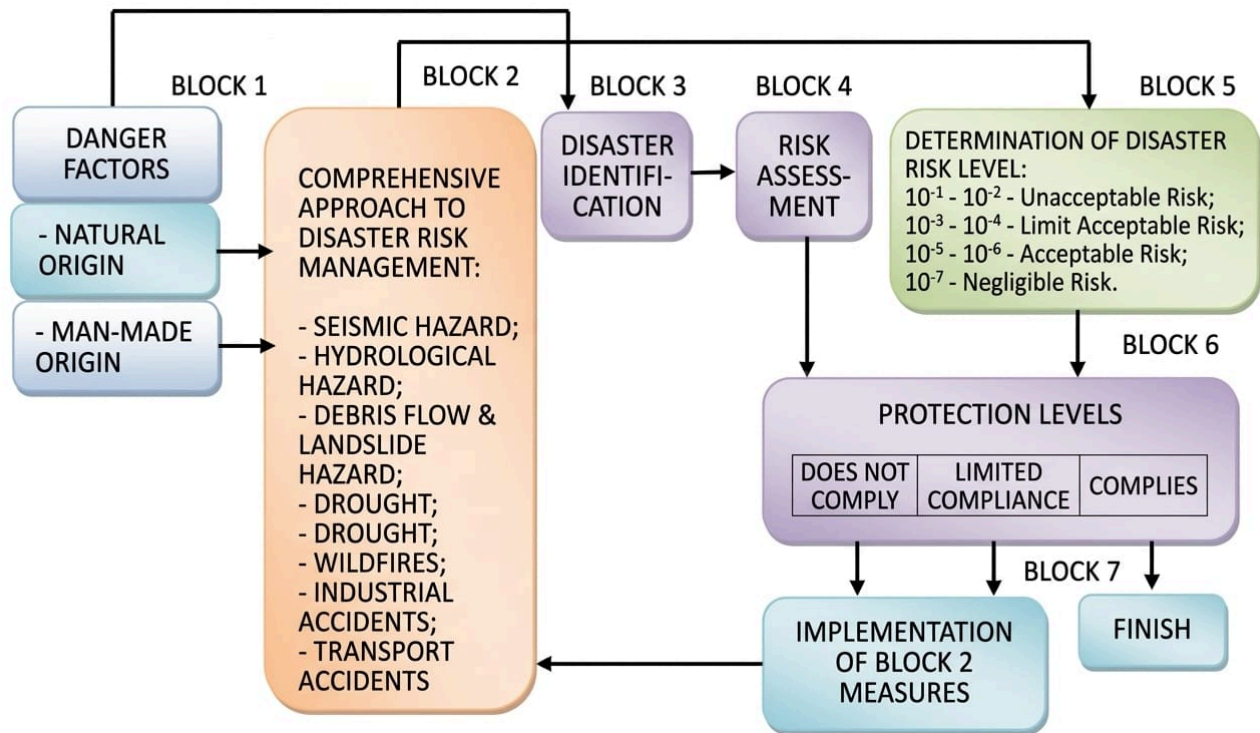 BLOCK 1
DANGER
FACTORS
- NATURAL
ORIGIN
- MAN-MADE
ORIGIN
BLOCK 2
COMPREHENSIVE
APPROACH TO
DISASTER RISK
MANAGEMENT:
- SEISMIC HAZARD;
- HYDROLOGICAL
HAZARD;
- DEBRIS FLOW &
LANDSLIDE
HAZARD;
- DROUGHT;
- DROUGHT;
- WILDFIRES;
- INDUSTRIAL
ACCIDENTS;
- TRANSPORT
ACCIDENTS
BLOCK 3
DISASTER
IDENTIFI-
CATION
BLOCK 4
RISK
ASSESS-
MENT
BLOCK 5
DETERMINATION OF DISASTER
RISK LEVEL:
10⁻¹ - 10⁻² - Unacceptable Risk;
10⁻³ - 10⁻⁴ - Limit Acceptable Risk;
10⁻⁵ - 10⁻⁶ - Acceptable Risk;
10⁻⁷ - Negligible Risk.
BLOCK 6
PROTECTION LEVELS
DOES NOT
COMPLY
LIMITED
COMPLIANCE
COMPLIES
BLOCK 7
IMPLEMENTATION
OF BLOCK 2
MEASURES
FINISH